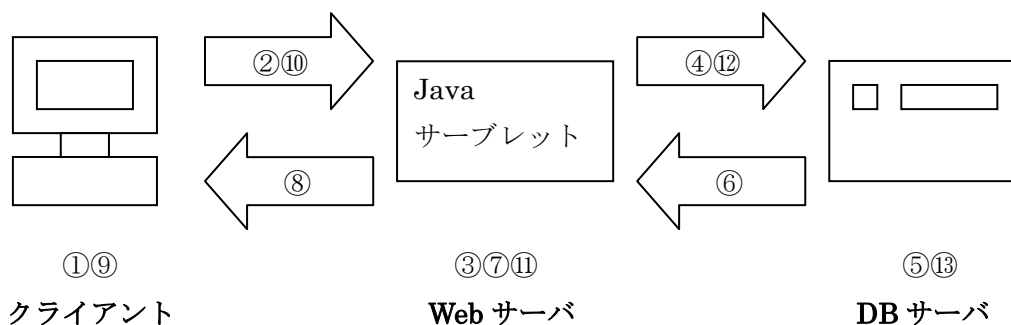 ②⑩
④⑫
Java
サーブレット
⑧
⑥
①⑨
③⑦⑪
⑤⑬
クライアント
Web サーバ
DB サーバ